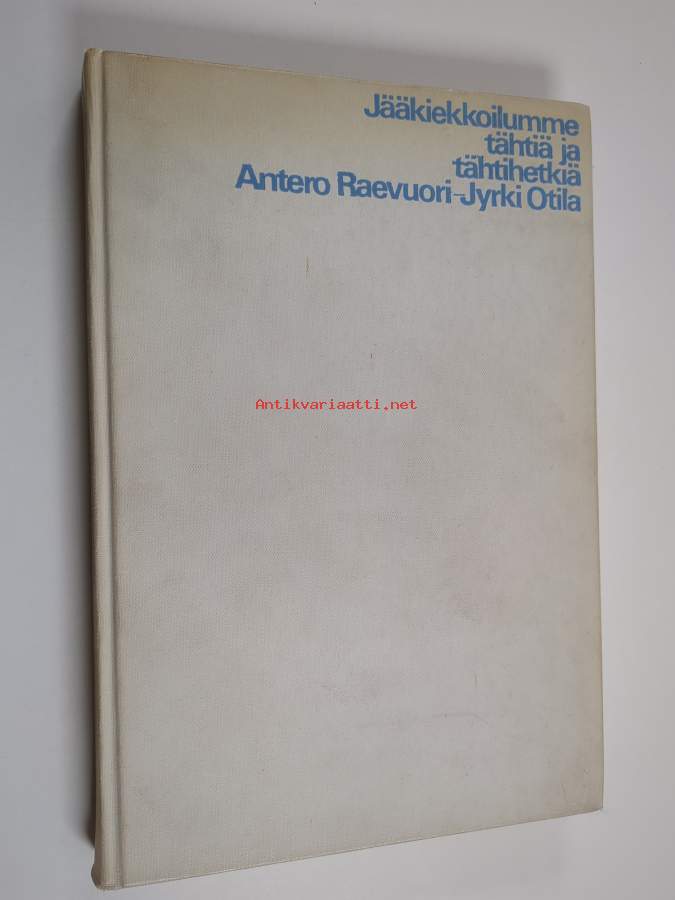 Jääkiekkoilumme
tähtiä ja
tähtihetkiä
Antero Raevuori-Jyrki Otila
Antikvariaatti.net